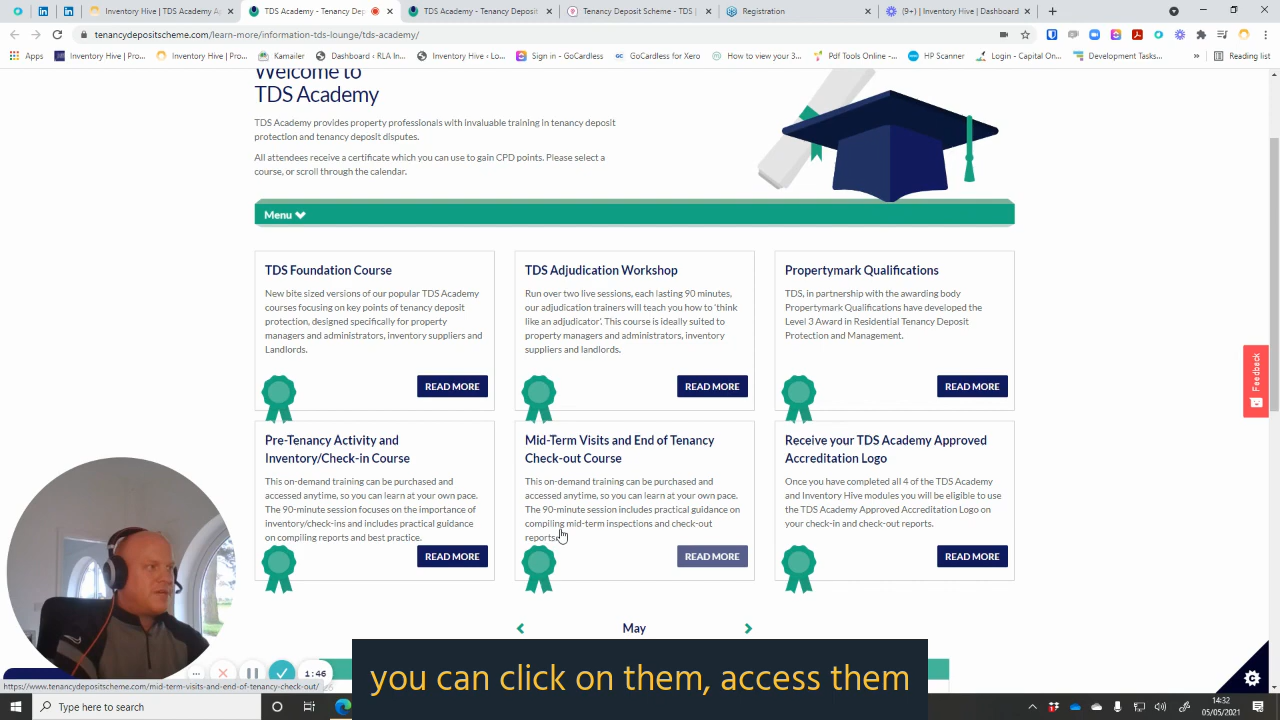 Inventory Hive | TDS Academy A
TDS Academy - Tenancy Dep
TDS Academy - Tenancy Deposit
Tenancy Deposit Scheme - TDS |
Registration
(9+) | Inventory Hive | Dashboard
tenancydepositscheme.com/learn-more/information-tds-lounge/tds-academy/
Apps
Inventory Hive | Pro...
Inventory Hive | Pro...
Kamailer
Inventory Hive ‹ Lo...
Sign in - GoCardless
GoCardless for Xero
How to view your 3...
Pdf Tools Online -...
HP Scanner
Login - Capital On...
Development Tasks...
»
Reading list
Welcome to
TDS Academy
TDS Academy provides property professionals with invaluable training in tenancy deposit
protection and tenancy deposit disputes.
All attendees receive a certificate which you can use to gain CPD points. Please select a
course, or scroll through the calendar.
Menu
TDS Foundation Course
New bite sized versions of our popular TDS Academy
courses focusing on key points of tenancy deposit
protection, designed specifically for property
managers and administrators, inventory suppliers and
Landlords.
READ MORE
TDS Adjudication Workshop
Run over two live sessions, each lasting 90 minutes,
our adjudication trainers will teach you how to 'think
like an adjudicator'. This course is ideally suited to
property managers and administrators, inventory
suppliers and landlords.
READ MORE
Propertymark Qualifications
TDS, in partnership with the awarding body
Propertymark Qualifications have developed the
Level 3 Award in Residential Tenancy Deposit
Protection and Management.
READ MORE
Feedback
Pre-Tenancy Activity and
Inventory/Check-in Course
This on-demand training can be purchased and
accessed anytime, so you can learn at your own pace.
The 90-minute session focuses on the importance of
inventory/check-ins and includes practical guidance
on compiling reports and best practice.
READ MORE
Mid-Term Visits and End of Tenancy
Check-out Course
This on-demand training can be purchased and
accessed anytime, so you can learn at your own pace.
The 90-minute session includes practical guidance on
compiling mid-term inspections and check-out
reports.
READ MORE
Receive your TDS Academy Approved
Accreditation Logo
Once you have completed all 4 of the TDS Academy
and Inventory Hive modules you will be eligible to use
the TDS Academy Approved Accreditation Logo on
your check-in and check-out reports.
READ MORE
May
1:46
you can click on them, access them
https://www.tenancydepositscheme.com/mid-term-visits-and-end-of-tenancy-check-out/
Type here to search
14:32
05/05/2021